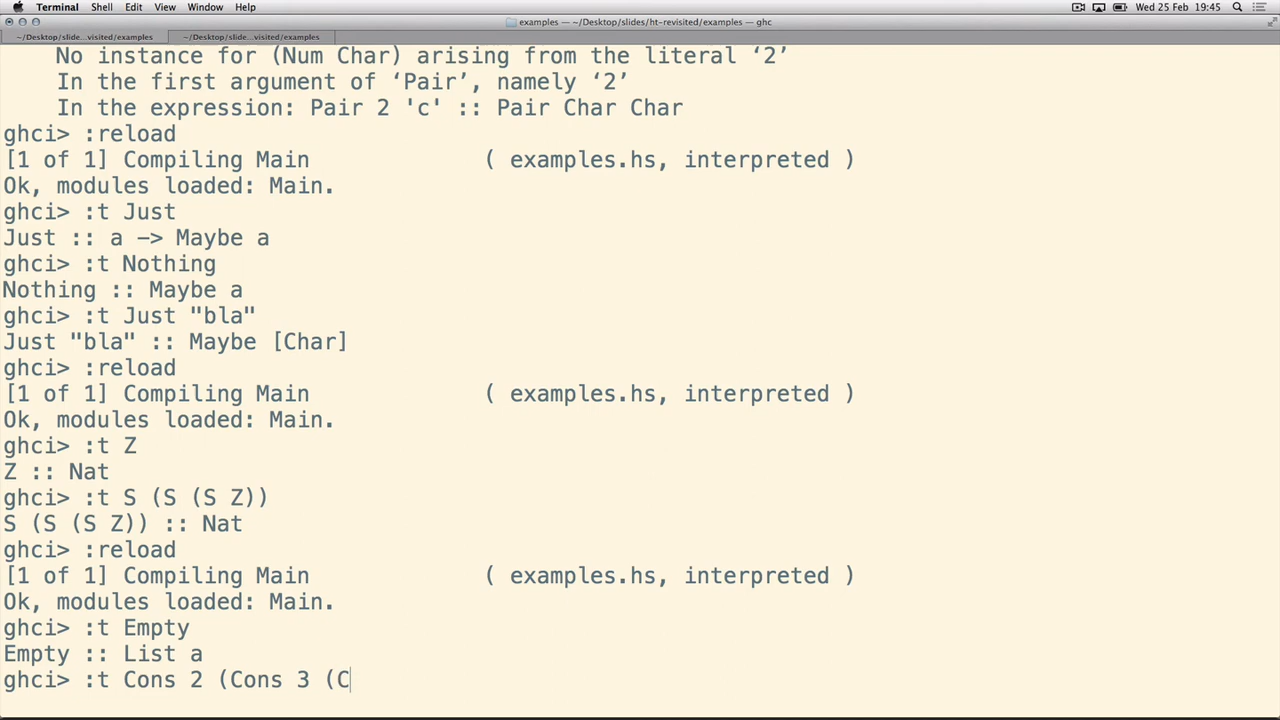 Terminal Shell Edit View Window Help Wed 25 Feb 19:45
examples — ~/Desktop/slides/ht-revisited/examples — ghc
~/Desktop/slide...visited/examples ~/Desktop/slide...visited/examples
No instance for (Num Char) arising from the literal ‘2’
In the first argument of ‘Pair’, namely ‘2’
In the expression: Pair 2 'c' :: Pair Char Char
ghci> :reload
[1 of 1] Compiling Main ( examples.hs, interpreted )
Ok, modules loaded: Main.
ghci> :t Just
Just :: a -> Maybe a
ghci> :t Nothing
Nothing :: Maybe a
ghci> :t Just "bla"
Just "bla" :: Maybe [Char]
ghci> :reload
[1 of 1] Compiling Main ( examples.hs, interpreted )
Ok, modules loaded: Main.
ghci> :t Z
Z :: Nat
ghci> :t S (S (S Z))
S (S (S Z)) :: Nat
ghci> :reload
[1 of 1] Compiling Main ( examples.hs, interpreted )
Ok, modules loaded: Main.
ghci> :t Empty
Empty :: List a
ghci> :t Cons 2 (Cons 3 (C